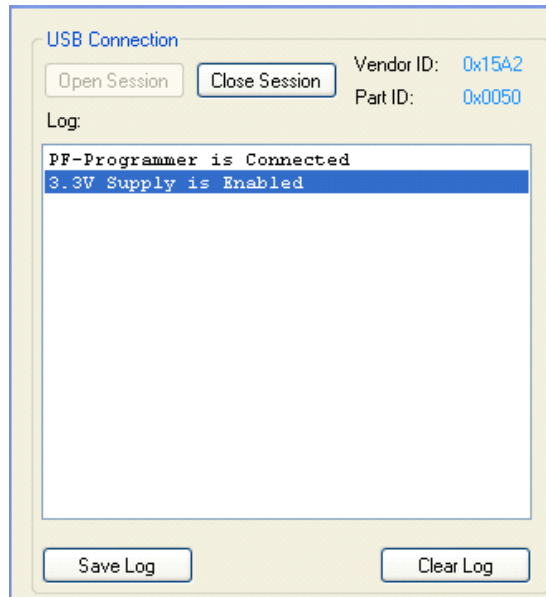 USB Connection
Open Session Close Session Vendor ID: 0x15A2
Part ID: 0x0050
Log:
PF-Programmer is Connected
3.3V Supply is Enabled
Save Log Clear Log